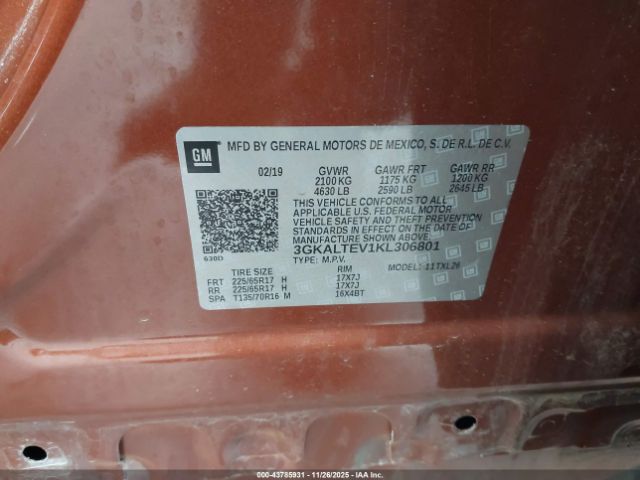 GM
MFD BY GENERAL MOTORS DE MEXICO, S. DE R.L. DE C.V.
02/19 GVWR GAWR FRT GAWR RR
2100 KG 1175 KG 1200 KG
4630 LB 2590 LB 2645 LB
THIS VEHICLE CONFORMS TO ALL
APPLICABLE U.S. FEDERAL MOTOR
VEHICLE SAFETY AND THEFT PREVENTION
STANDARDS IN EFFECT ON THE DATE OF
MANUFACTURE SHOWN ABOVE.
3GKALTEV1KL306801
630D
TYPE: M.P.V. MODEL: 11TXL26
TIRE SIZE RIM
FRT 225/65R17 H 17X7J
RR 225/65R17 H 17X7J
SPA T135/70R16 M 16X4BT
000-43785931 - 11/26/2025 - IAAI.COM